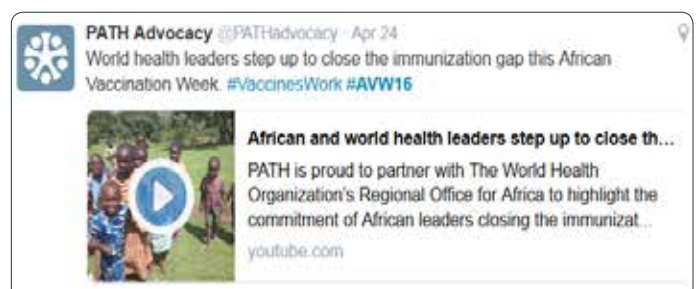 PATH Advocacy @PATHadvocacy · Apr 24
World health leaders step up to close the immunization gap this African
Vaccination Week. #VaccinesWork #AVW16
African and world health leaders step up to close th...
PATH is proud to partner with The World Health
Organization's Regional Office for Africa to highlight the
commitment of African leaders closing the immunizat...
youtube.com